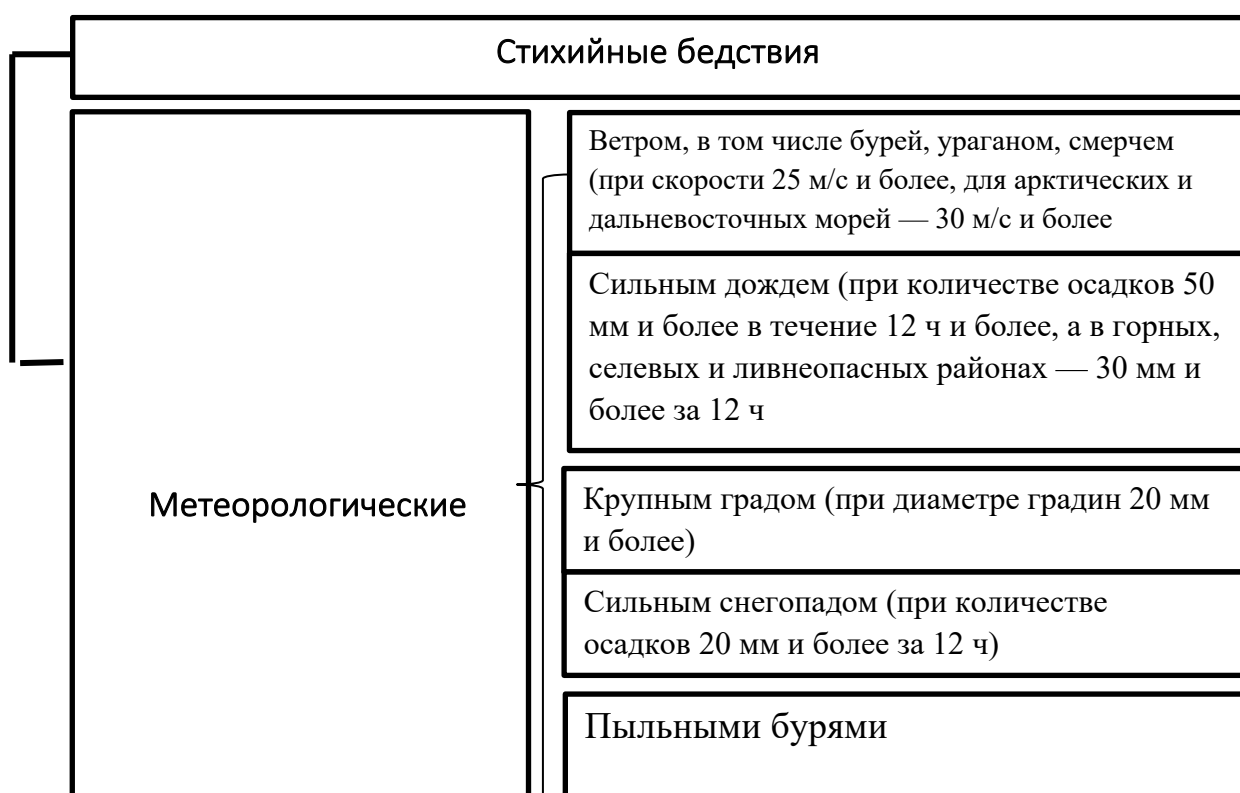 Стихийные бедствия
Метеорологические
Ветром, в том числе бурей, ураганом, смерчем
(при скорости 25 м/с и более, для арктических и
дальневосточных морей — 30 м/с и более
Сильным дождем (при количестве осадков 50
мм и более в течение 12 ч и более, а в горных,
селевых и ливнеопасных районах — 30 мм и
более за 12 ч
Крупным градом (при диаметре градин 20 мм
и более)
Сильным снегопадом (при количестве
осадков 20 мм и более за 12 ч)
Пыльными бурями